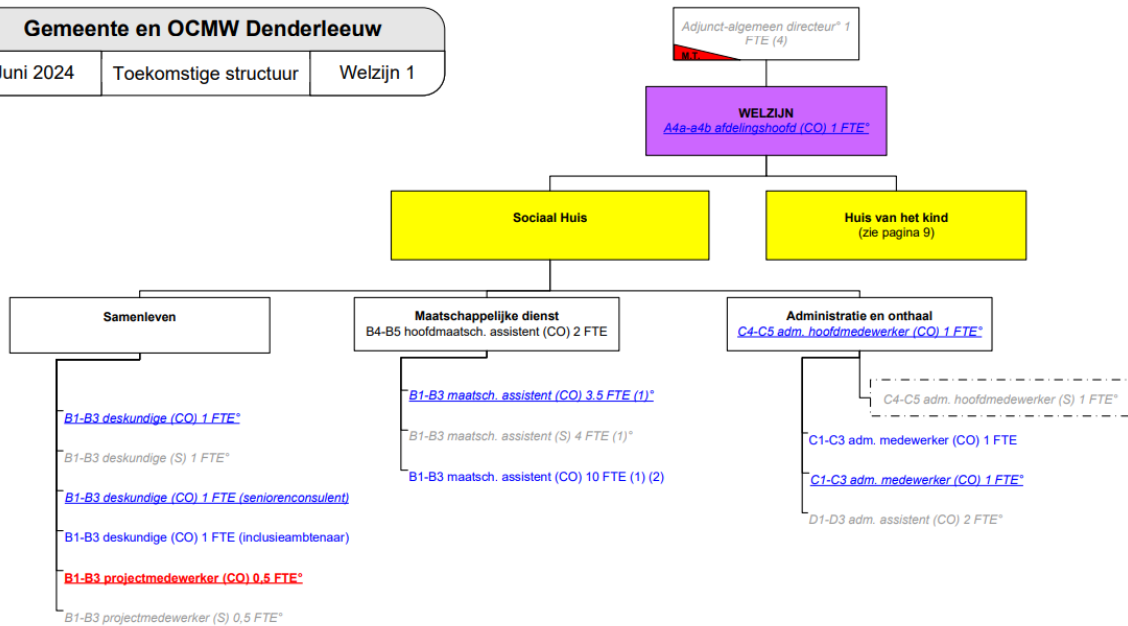 Gemeente en OCMW Denderleeuw
Juni 2024
Toekomstige structuur
Welzijn 1
Adjunct-algemeen directeur° 1
FTE (4)
M.T.
WELZIJN
A4a-a4b afdelingshoofd (CO) 1 FTE°
Sociaal Huis
Huis van het kind
(zie pagina 9)
Samenleven
Maatschappelijke dienst
B4-B5 hoofdmaatsch. assistent (CO) 2 FTE
Administratie en onthaal
C4-C5 adm. hoofdmedewerker (CO) 1 FTE°
B1-B3 deskundige (CO) 1 FTE°
B1-B3 deskundige (S) 1 FTE°
B1-B3 deskundige (CO) 1 FTE (seniorenconsulent)
B1-B3 deskundige (CO) 1 FTE (inclusieambtenaar)
B1-B3 projectmedewerker (CO) 0,5 FTE°
B1-B3 projectmedewerker (S) 0,5 FTE°
B1-B3 maatsch. assistent (CO) 3.5 FTE (1)°
B1-B3 maatsch. assistent (S) 4 FTE (1)°
B1-B3 maatsch. assistent (CO) 10 FTE (1) (2)
C4-C5 adm. hoofdmedewerker (S) 1 FTE°
C1-C3 adm. medewerker (CO) 1 FTE
C1-C3 adm. medewerker (CO) 1 FTE°
D1-D3 adm. assistent (CO) 2 FTE°